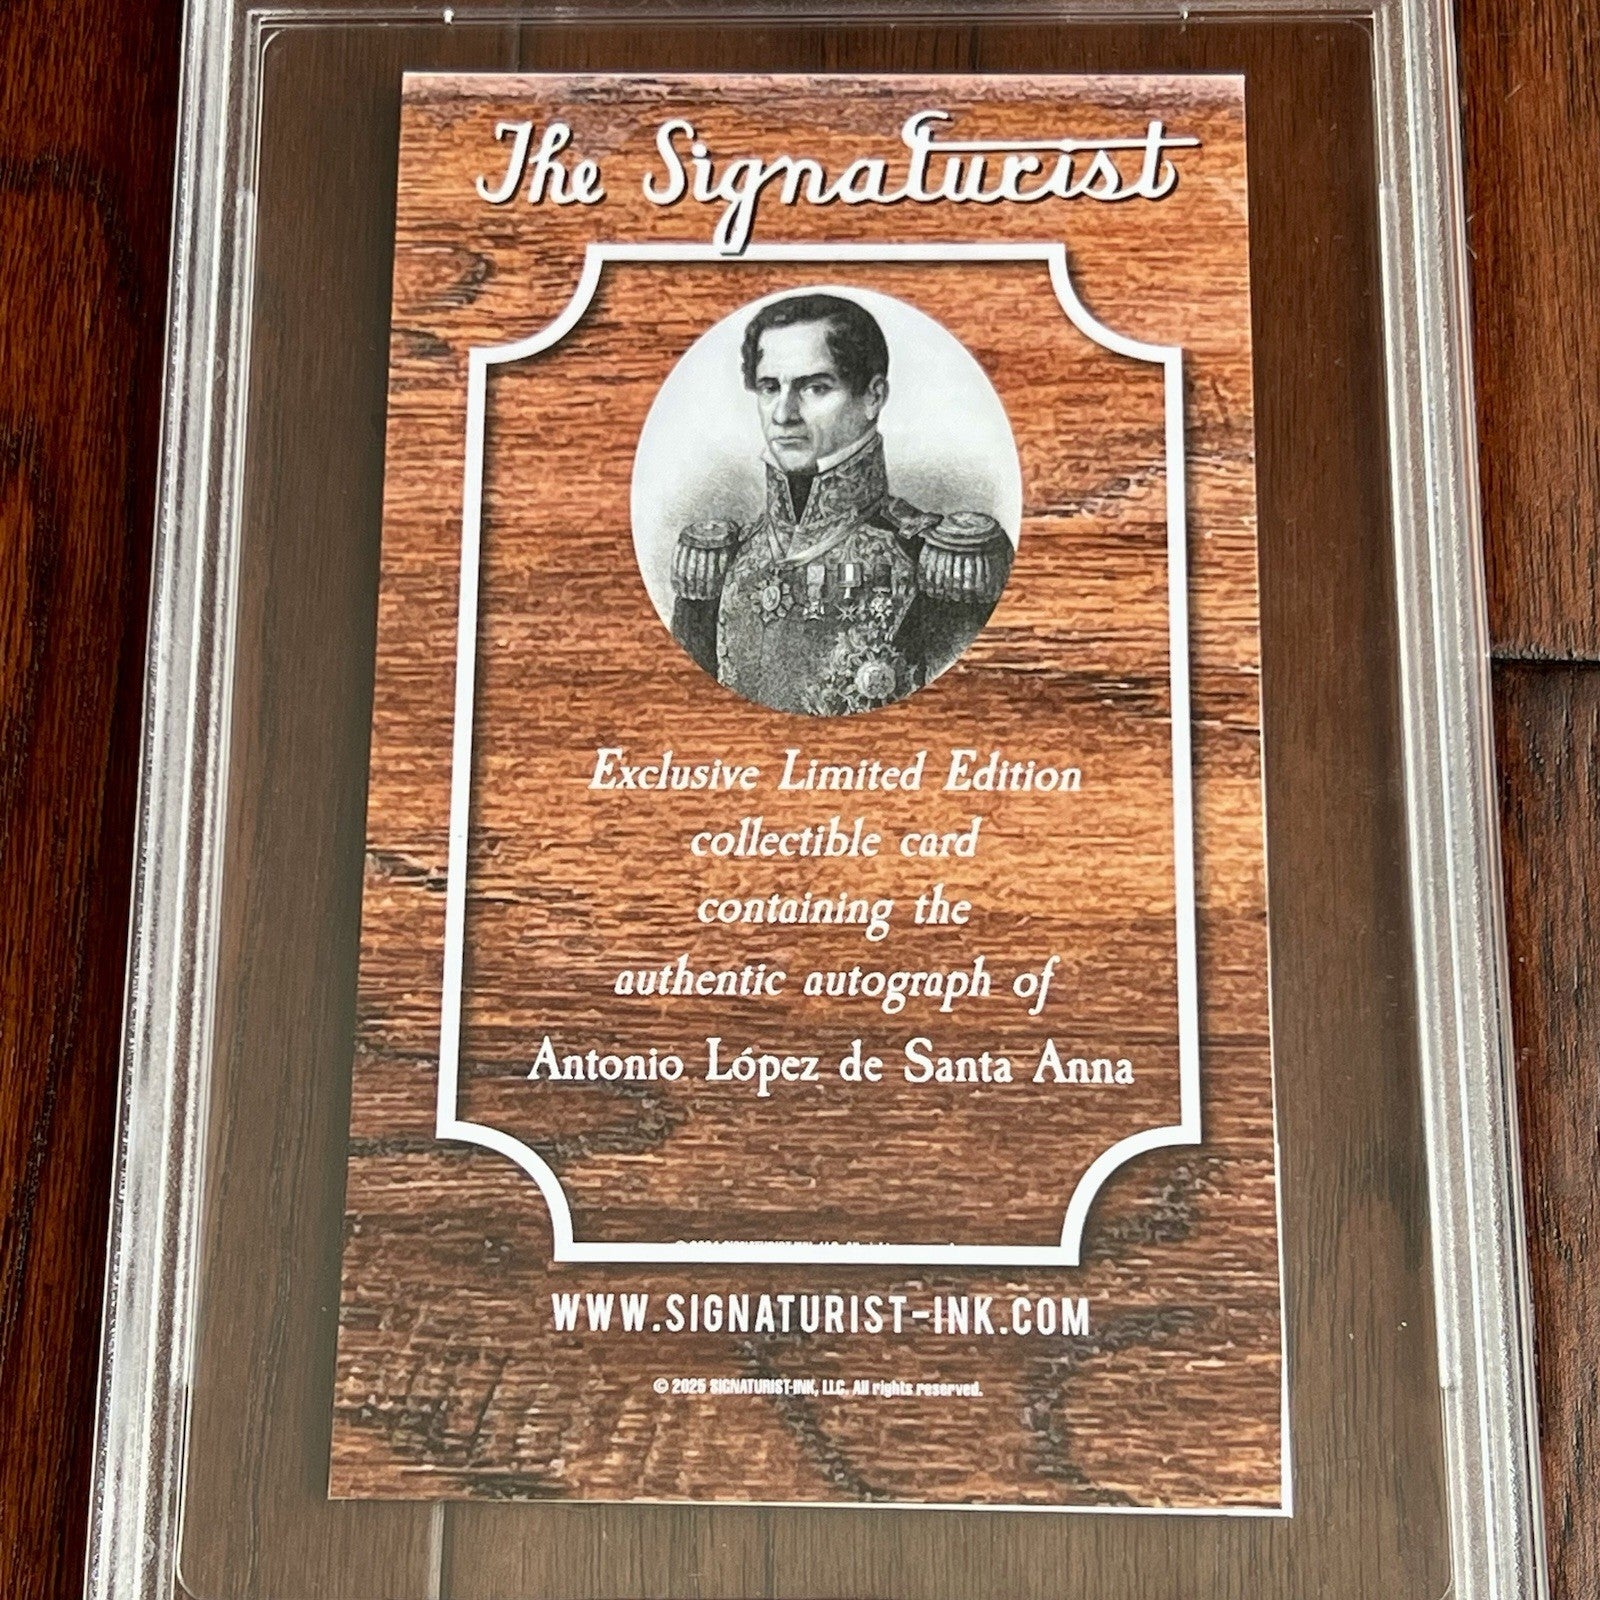 The Signaturist
Exclusive Limited Edition
collectible card
containing the
authentic autograph of
Antonio López de Santa Anna
WWW.SIGNATURIST-INK.COM
© 2025 SIGNATURIST-INK, LLC. All rights reserved.